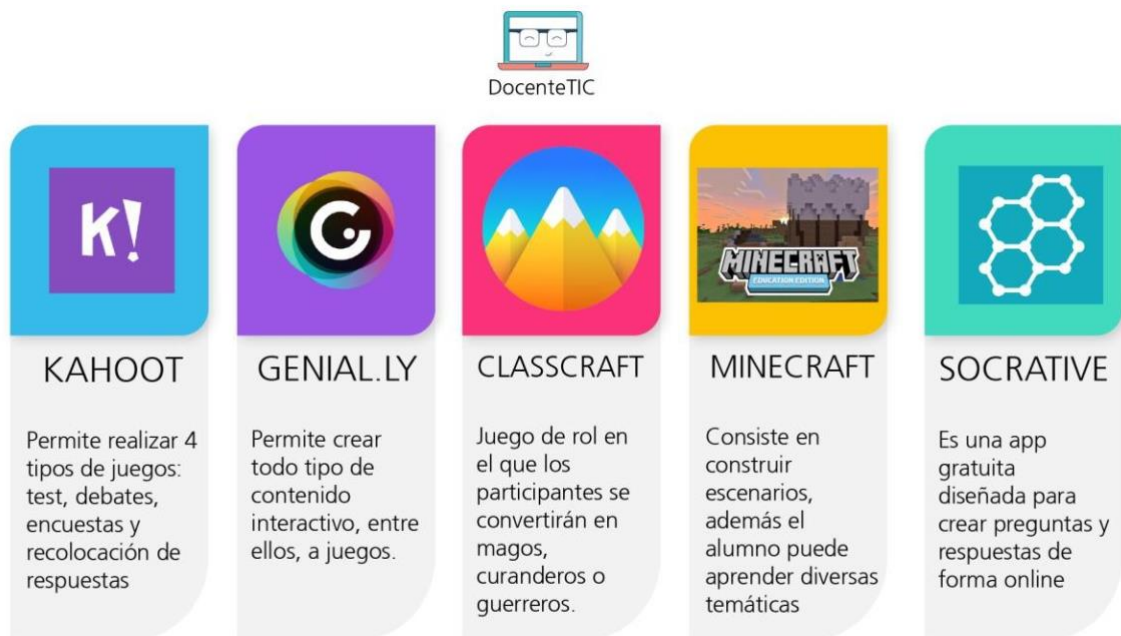 DocenteTIC
K!
MINECRAFT
EDUCATION EDITION
KAHOOT
Permite realizar 4
tipos de juegos:
test, debates,
encuestas y
recolocación de
respuestas
GENIAL.LY
Permite crear
todo tipo de
contenido
interactivo, entre
ellos, a juegos.
CLASSCRAFT
Juego de rol en
el que los
participantes se
convertirán en
magos,
curanderos o
guerreros.
MINECRAFT
Consiste en
construir
escenarios,
además el
alumno puede
aprender diversas
temáticas
SOCRATIVE
Es una app
gratuita
diseñada para
crear preguntas y
respuestas de
forma online